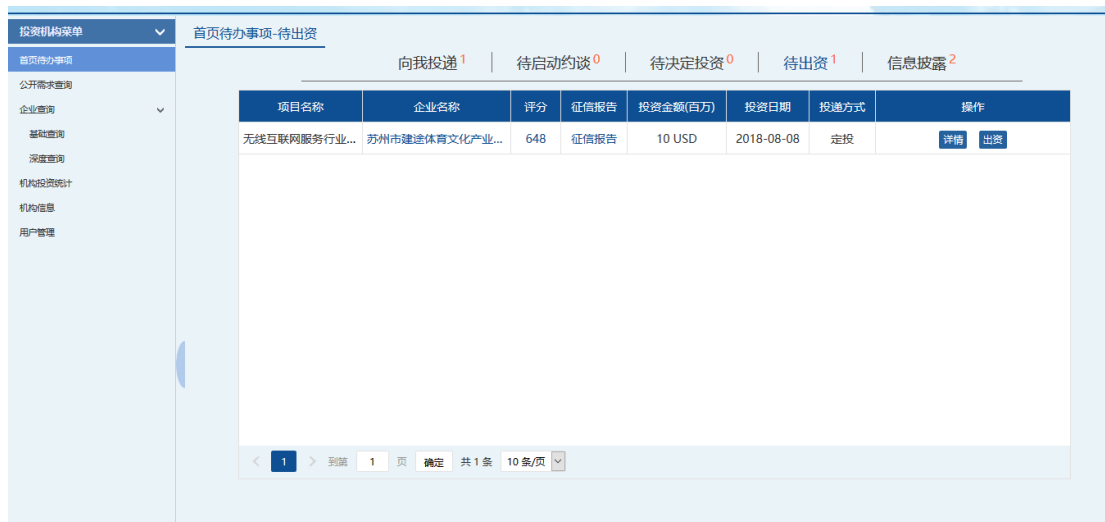 投资机构菜单
首页待办事项
公开需求查询
企业查询
基础查询
深度查询
机构投资统计
机构信息
用户管理
首页待办事项-待出资
向我投递 1 待启动约谈 0 待决定投资 0 待出资 1 信息披露 2
项目名称 企业名称 评分 征信报告 投资金额(百万) 投资日期 投递方式 操作
无线互联网服务行业... 苏州市建途体育文化产业... 648 征信报告 10 USD 2018-08-08 定投 详情 出资
< 1 > 到第 1 页 确定 共 1 条 10 条/页